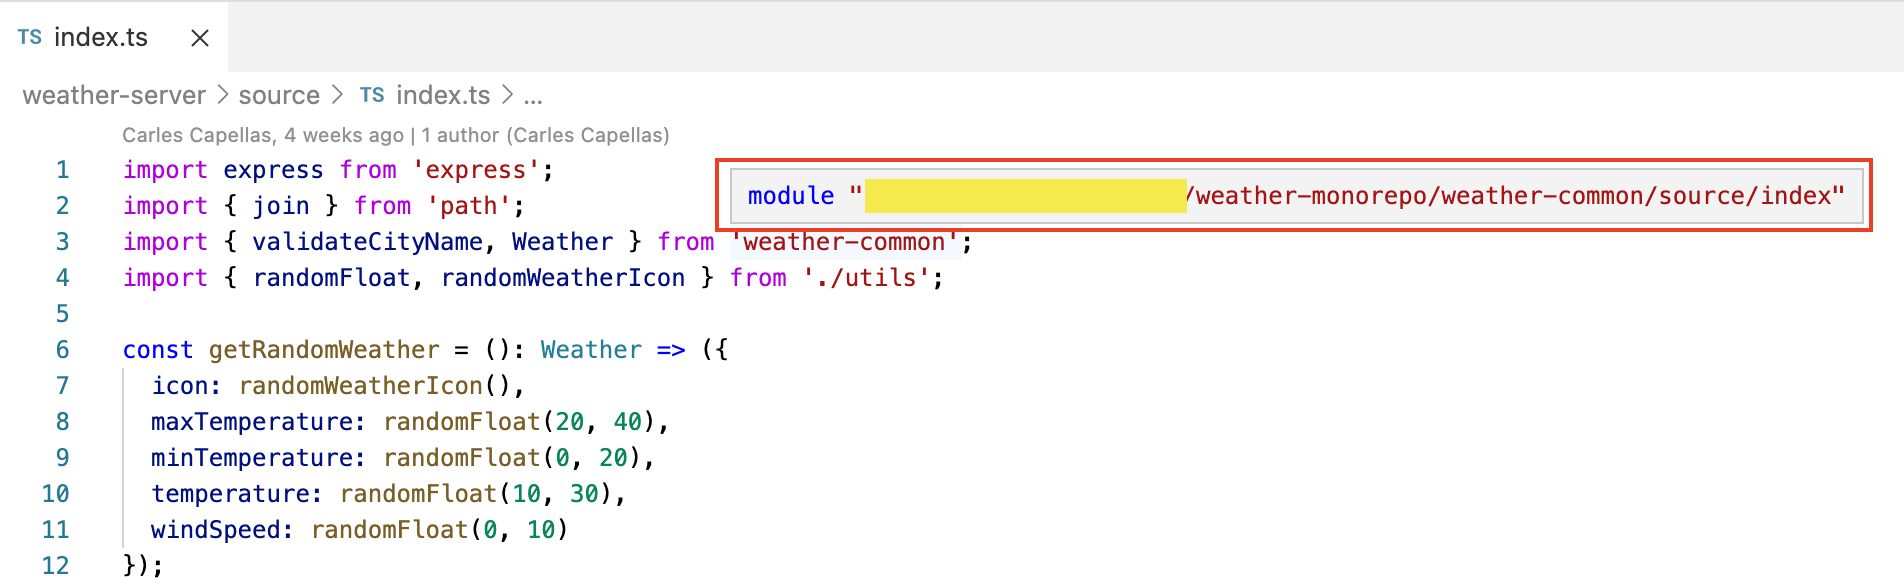 TS index.ts ×
weather-server > source > TS index.ts > ...
Carles Capellas, 4 weeks ago | 1 author (Carles Capellas)
1 import express from 'express';
module "/weather-monorepo/weather-common/source/index"
2 import { join } from 'path';
3 import { validateCityName, Weather } from 'weather-common';
4 import { randomFloat, randomWeatherIcon } from './utils';
5
6 const getRandomWeather = (): Weather => ({
7 icon: randomWeatherIcon(),
8 maxTemperature: randomFloat(20, 40),
9 minTemperature: randomFloat(0, 20),
10 temperature: randomFloat(10, 30),
11 windSpeed: randomFloat(0, 10)
12 });